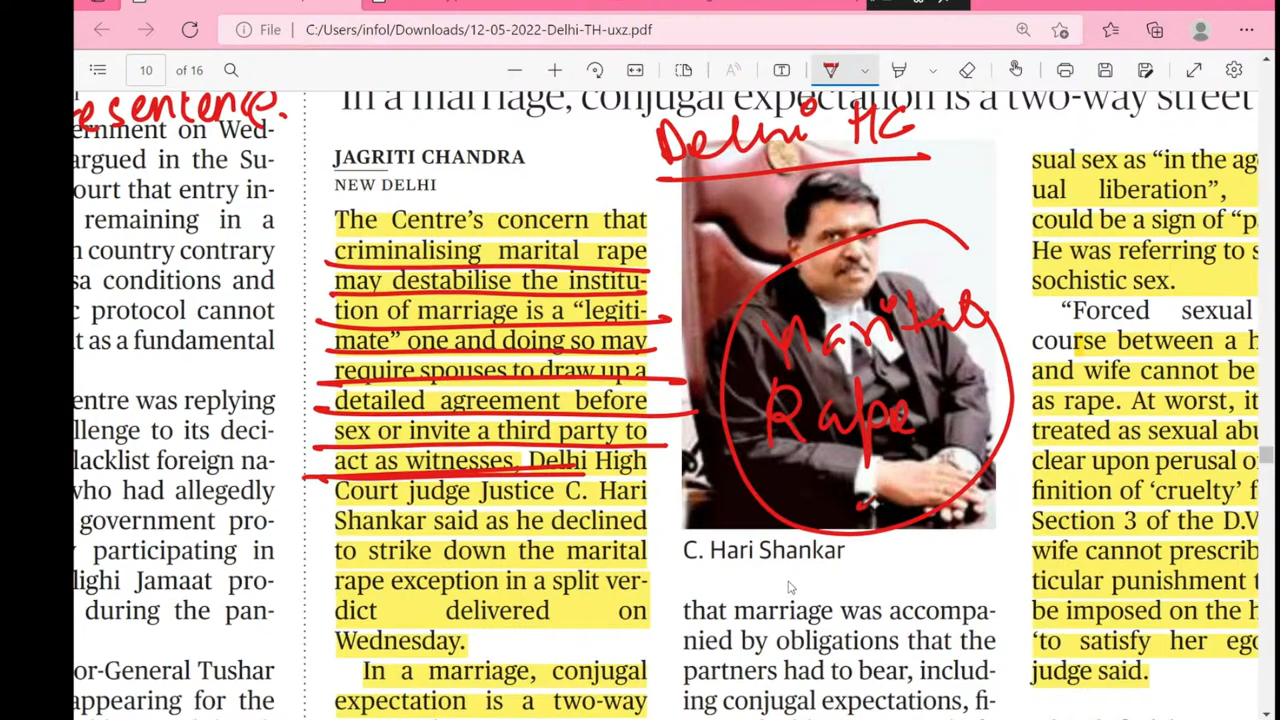 File C:/Users/infol/Downloads/12-05-2022-Delhi-TH-uxz.pdf
10 of 16
In a marriage, conjugal expectation is a two-way street
Delhi HC
esentence.
ernment on Wed-
argued in the Su-
ourt that entry in-
remaining in a
n country contrary
sa conditions and
c protocol cannot
t as a fundamental
entre was replying
llenge to its deci-
lacklist foreign na-
who had allegedly
government pro-
participating in
lighi Jamaat pro-
during the pan-
or-General Tushar
appearing for the
JAGRITI CHANDRA
NEW DELHI
The Centre's concern that
criminalising marital rape
may destabilise the institu-
tion of marriage is a “legiti-
mate” one and doing so may
require spouses to draw up a
detailed agreement before
sex or invite a third party to
act as witnesses, Delhi High
Court judge Justice C. Hari
Shankar said as he declined
to strike down the marital
rape exception in a split ver-
dict delivered on
Wednesday.
In a marriage, conjugal
expectation is a two-way
Marital
Rape
C. Hari Shankar
that marriage was accompa-
nied by obligations that the
partners had to bear, includ-
ing conjugal expectations, fi-
sual sex as “in the ag
ual liberation”,
could be a sign of “p
He was referring to s
sochistic sex.
“Forced sexual
course between a h
and wife cannot be
as rape. At worst, it
treated as sexual abu
clear upon perusal o
finition of ‘cruelty’ f
Section 3 of the D.V
wife cannot prescrib
ticular punishment t
be imposed on the h
‘to satisfy her ego
judge said.